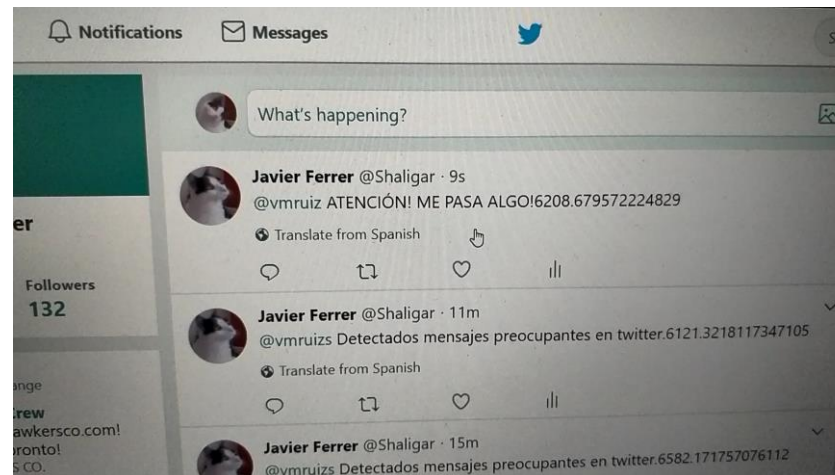 Notifications
Messages
What's happening?
Javier Ferrer @Shaligar · 9s
@vmruiz ATENCIÓN! ME PASA ALGO!6208.679572224829
Translate from Spanish
er
Followers
132
Javier Ferrer @Shaligar · 11m
@vmruizs Detectados mensajes preocupantes en twitter.6121.3218117347105
Translate from Spanish
ange
rew
awkersco.com!
oronto!
S CO.
Javier Ferrer @Shaligar · 15m
@vmruizs Detectados mensajes preocupantes en twitter.6582.171757076112